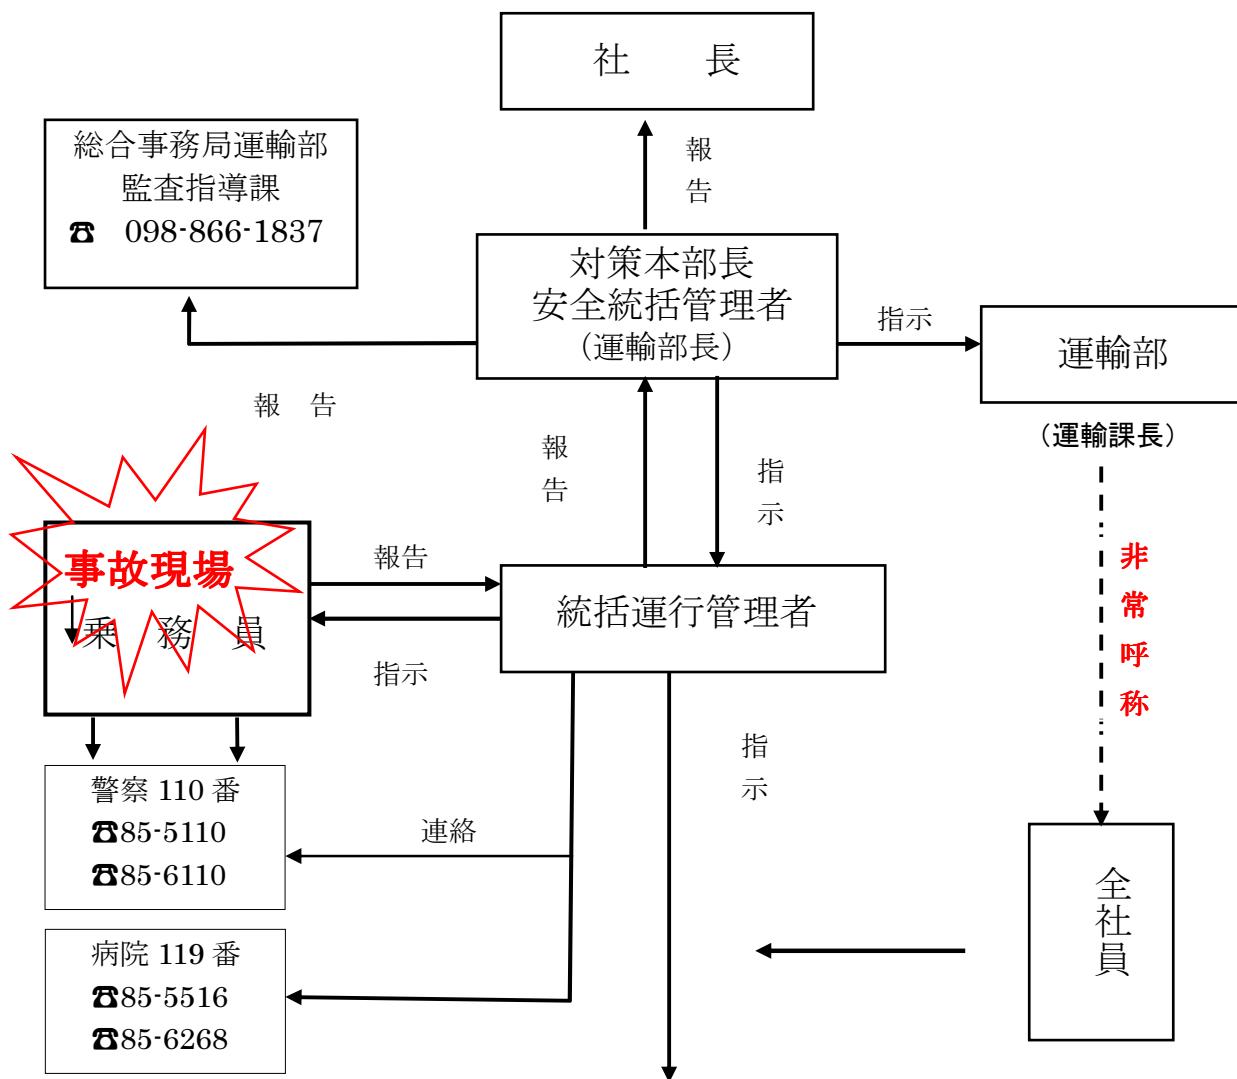 社　　長
報告
総合事務局運輸部
監査指導課
☎　098-866-1837
対策本部長
安全統括管理者
（運輸部長）
指示
運輸部
（運輸課長）
報　告
報告
指示
事故現場
乗　務　員
報告
指示
統括運行管理者
非常呼称
指示
警察 110 番
☎85-5110
☎85-6110
連絡
全社員
病院 119 番
☎85-5516
☎85-6268